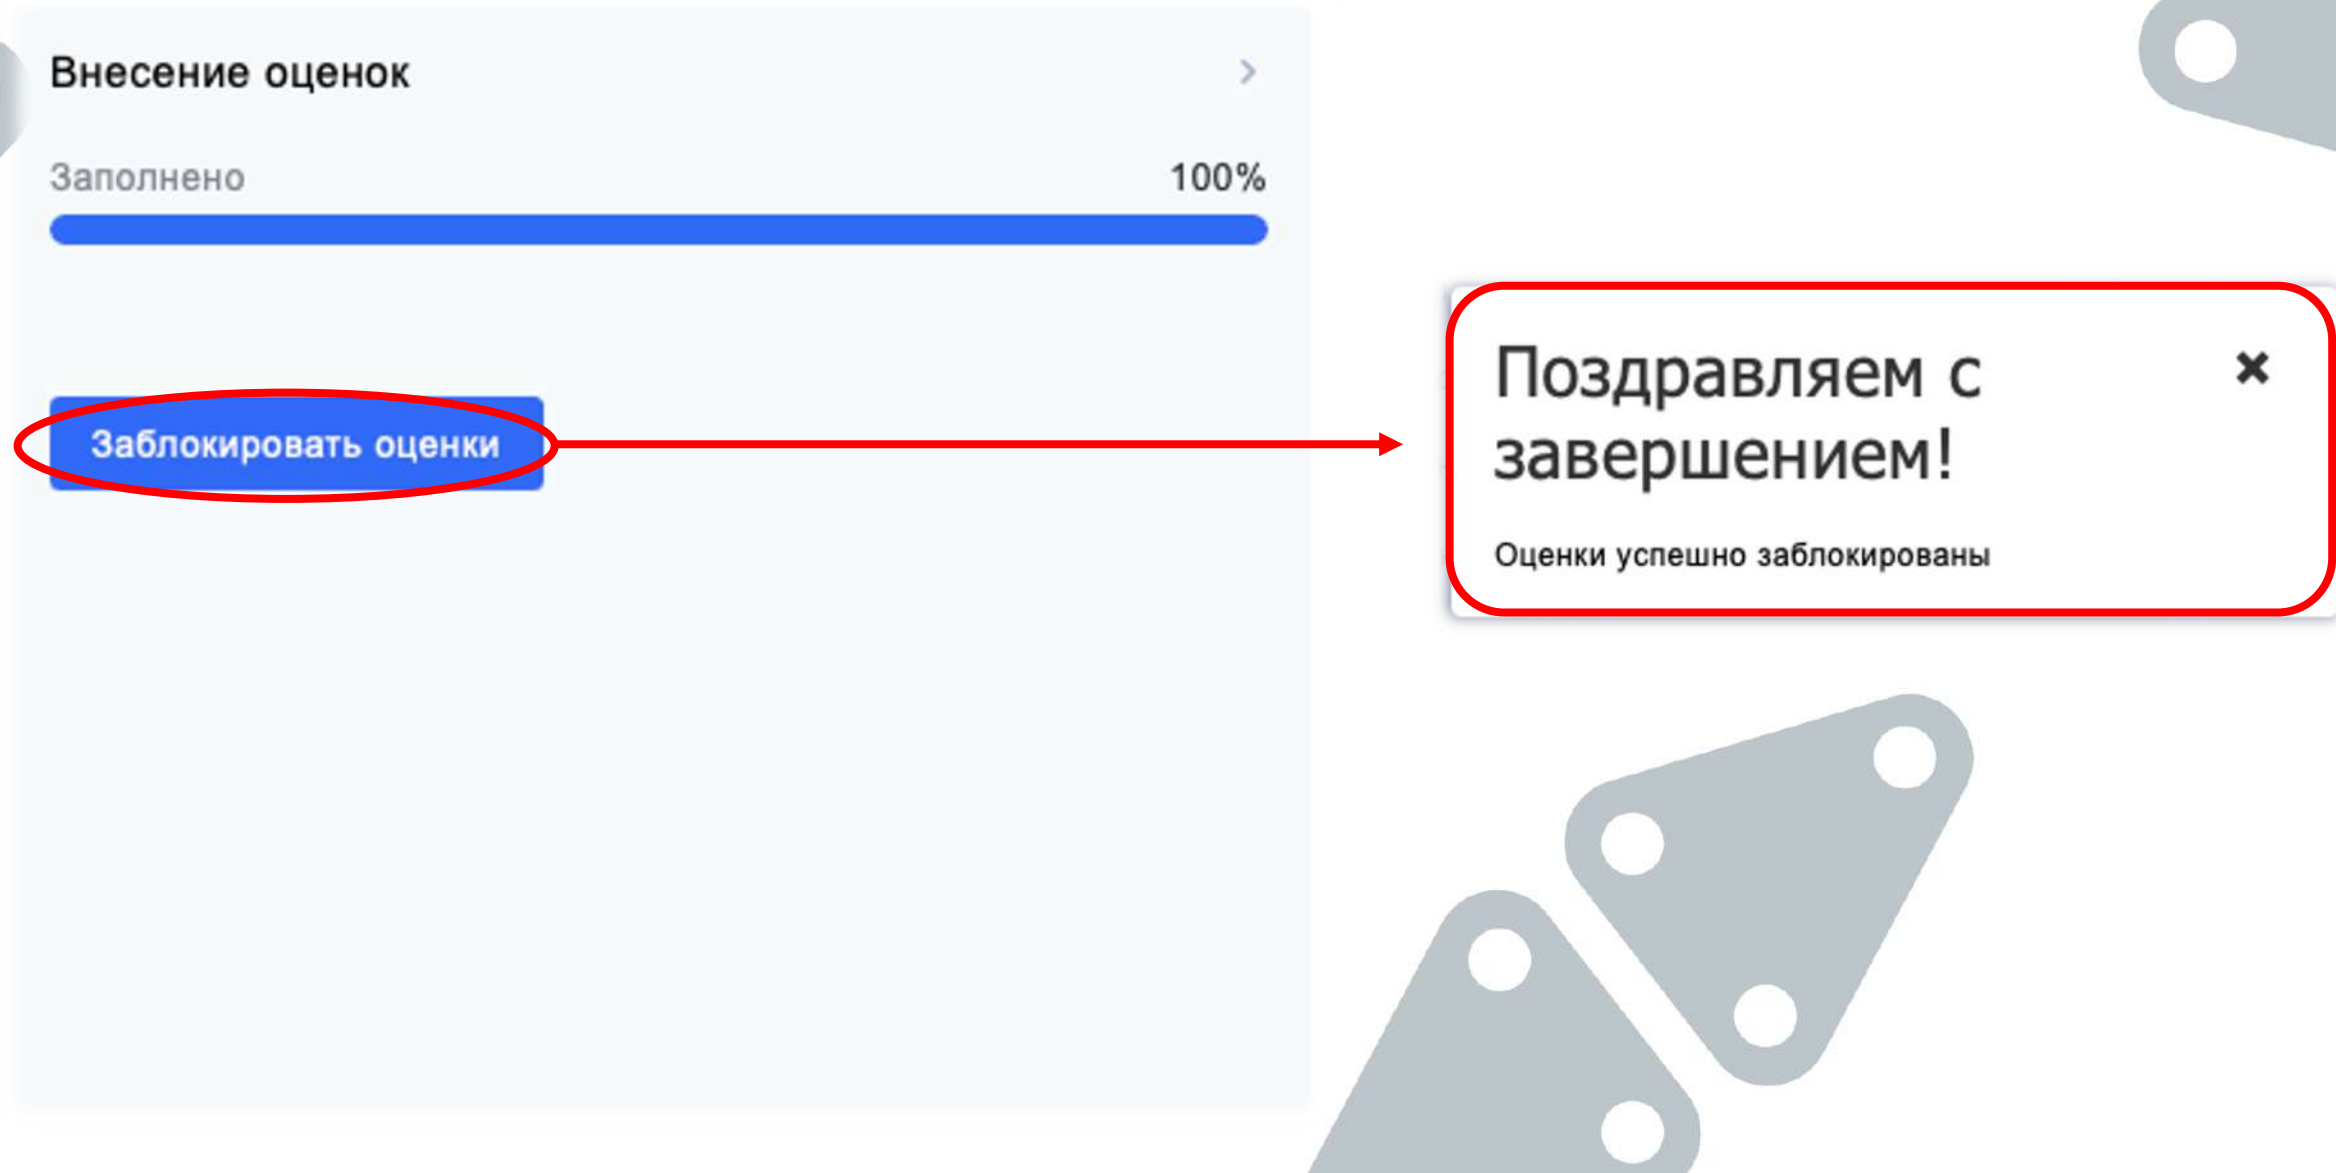 Внесение оценок
Заполнено 100%
Заблокировать оценки
Поздравляем с
завершением!
Оценки успешно заблокированы